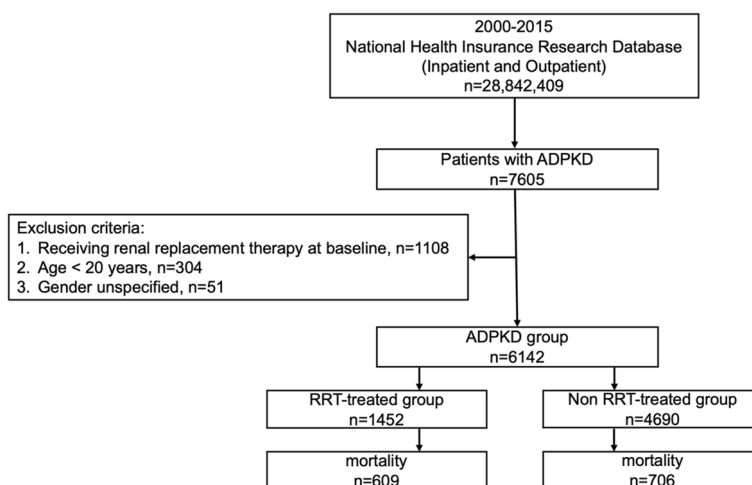 2000-2015
National Health Insurance Research Database
(Inpatient and Outpatient)
n=28,842,409
Patients with ADPKD
n=7605
Exclusion criteria:
1. Receiving renal replacement therapy at baseline, n=1108
2. Age < 20 years, n=304
3. Gender unspecified, n=51
ADPKD group
n=6142
RRT-treated group
n=1452
Non RRT-treated group
n=4690
mortality
n=609
mortality
n=706